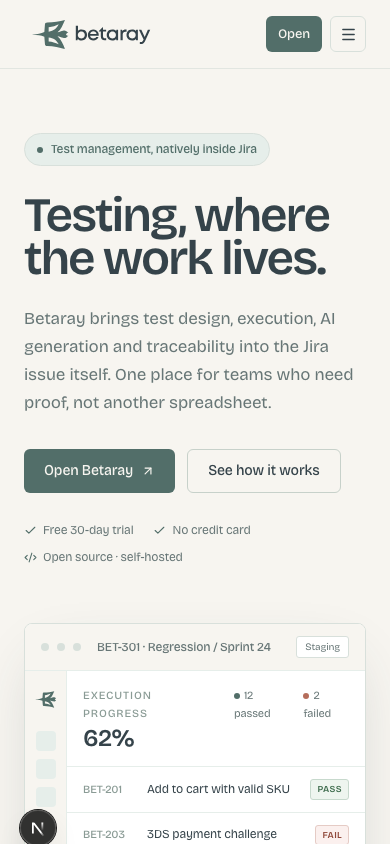 betaray
Open
Test management, natively inside Jira
Testing, where
the work lives.
Betaray brings test design, execution, AI
generation and traceability into the Jira
issue itself. One place for teams who need
proof, not another spreadsheet.
Open Betaray
See how it works
Free 30-day trial
No credit card
Open source · self-hosted
BET-301 · Regression / Sprint 24
Staging
EXECUTION
PROGRESS
62%
12
passed
2
failed
BET-201
Add to cart with valid SKU
PASS
BET-203
3DS payment challenge
FAIL
N